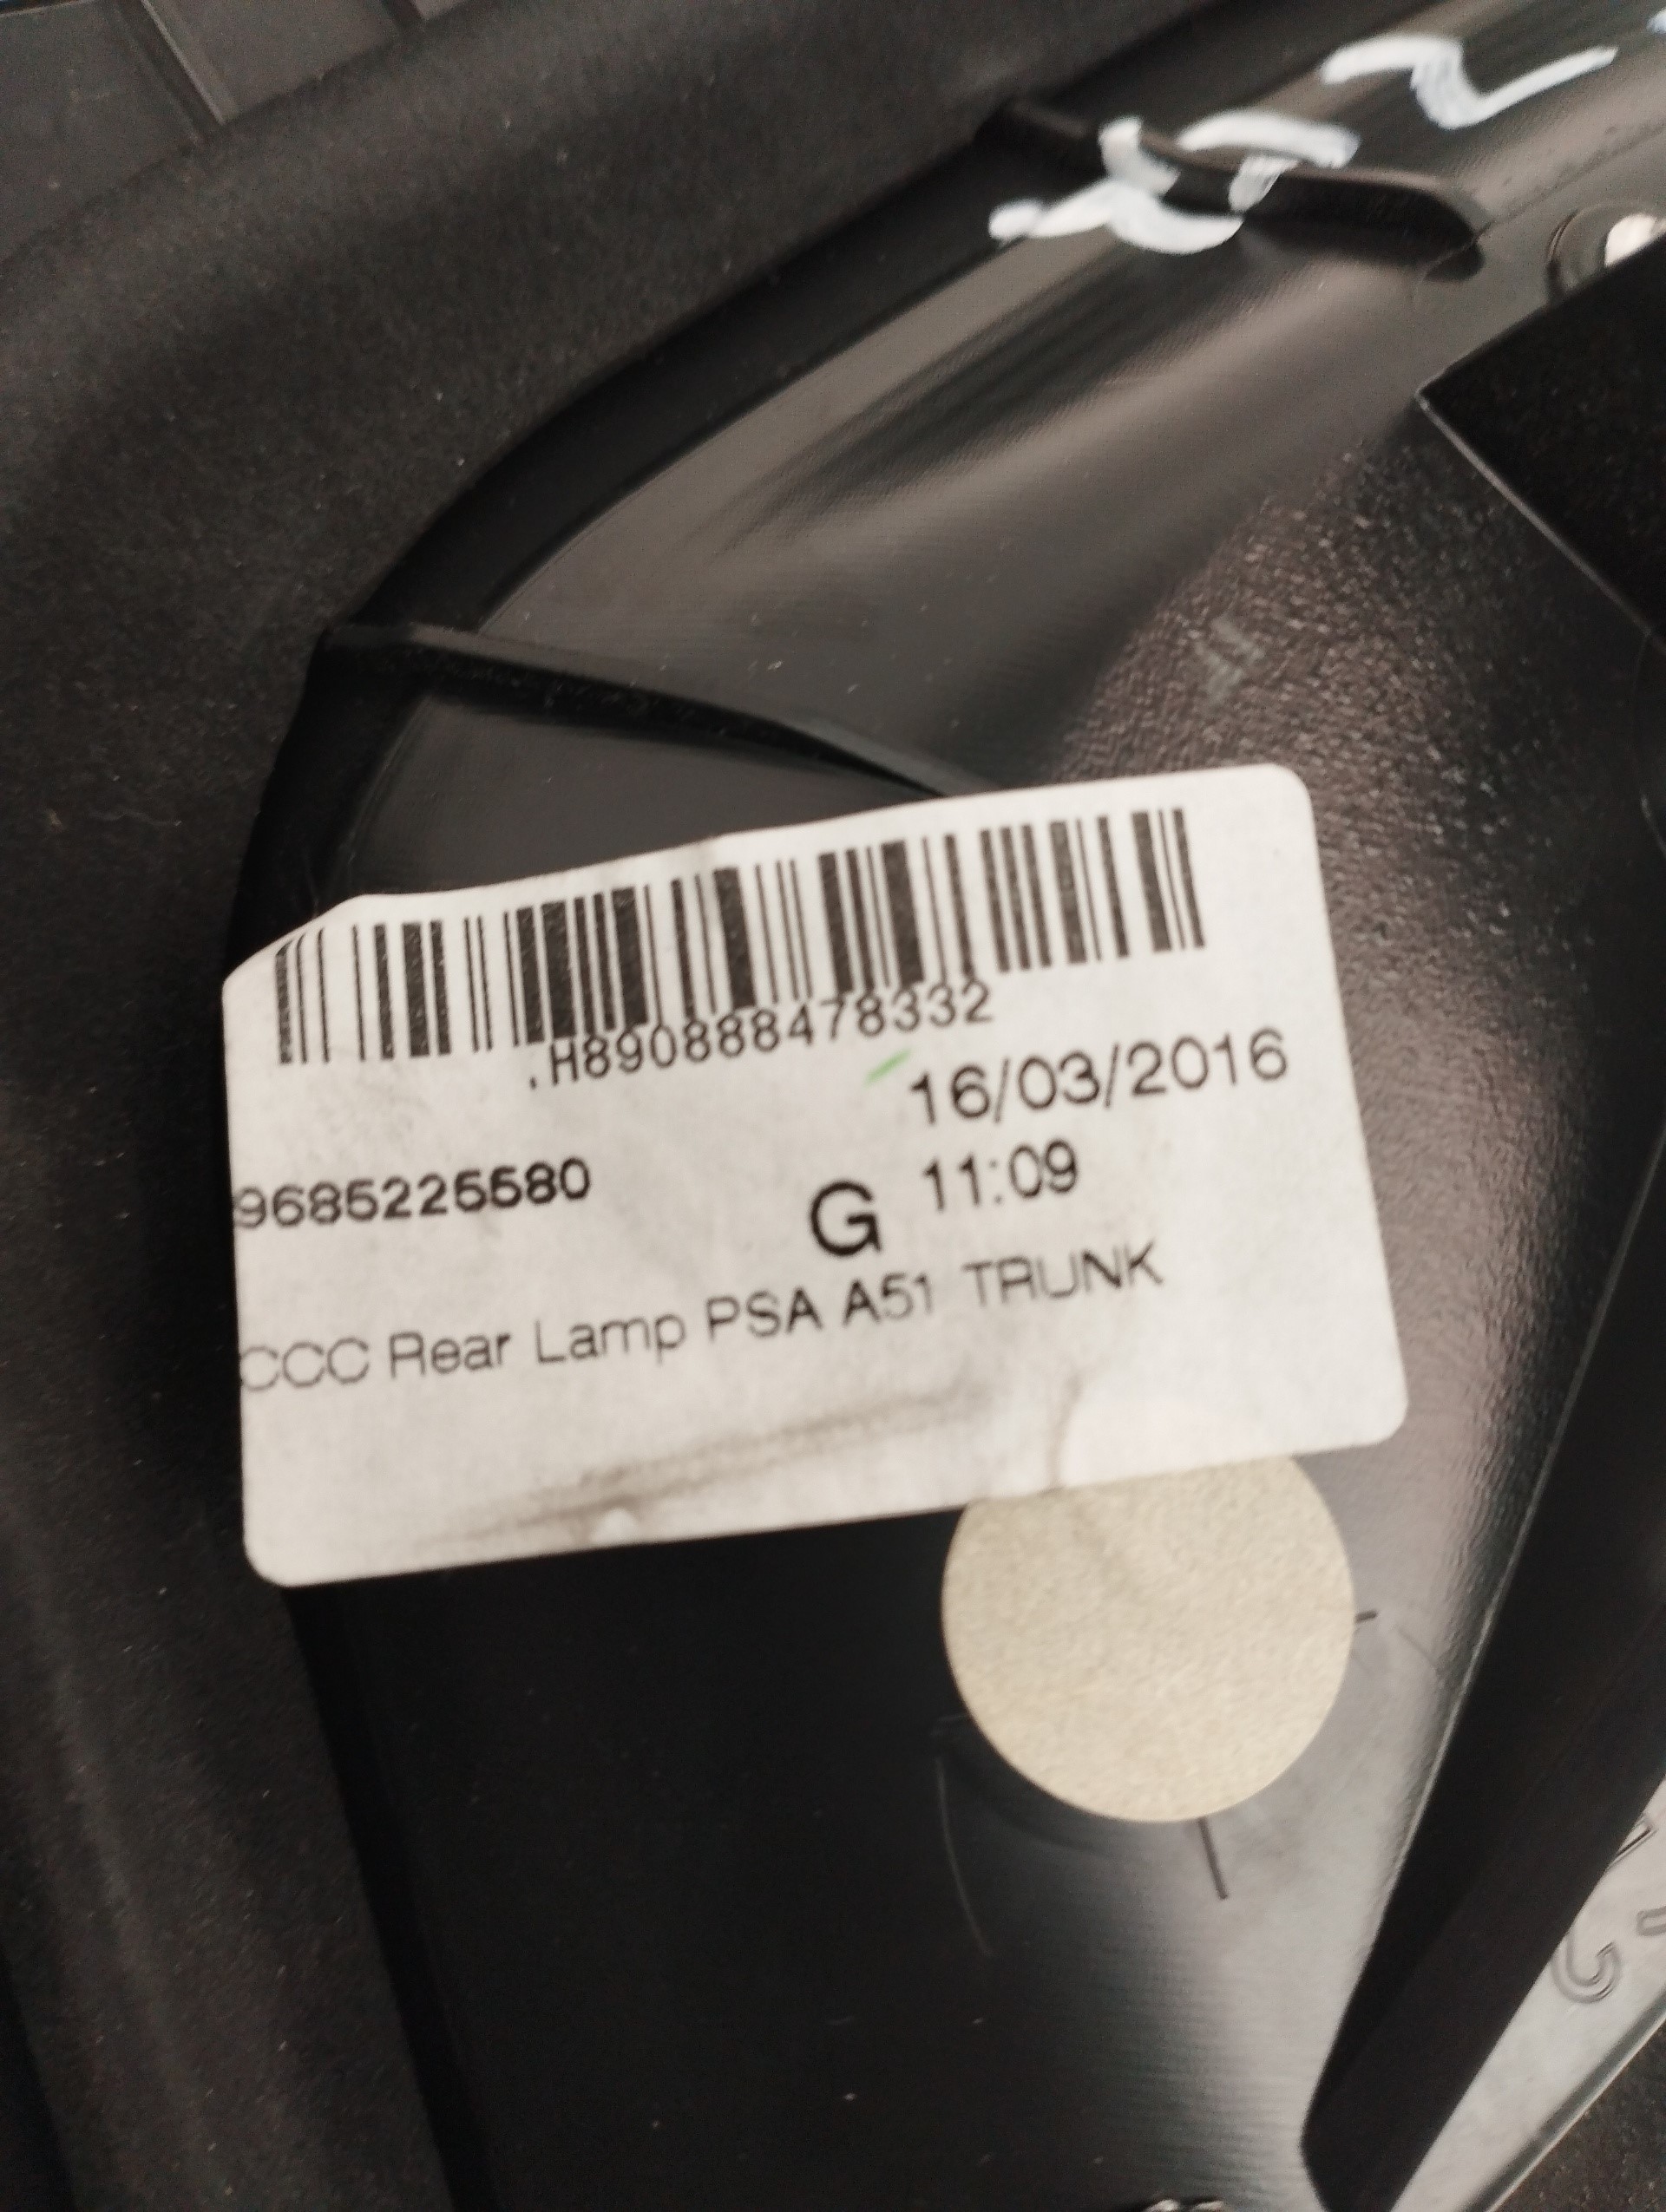 .H890888478332
16/03/2016
9685225580
G 11:09
CCC Rear Lamp PSA A51 TRUNK